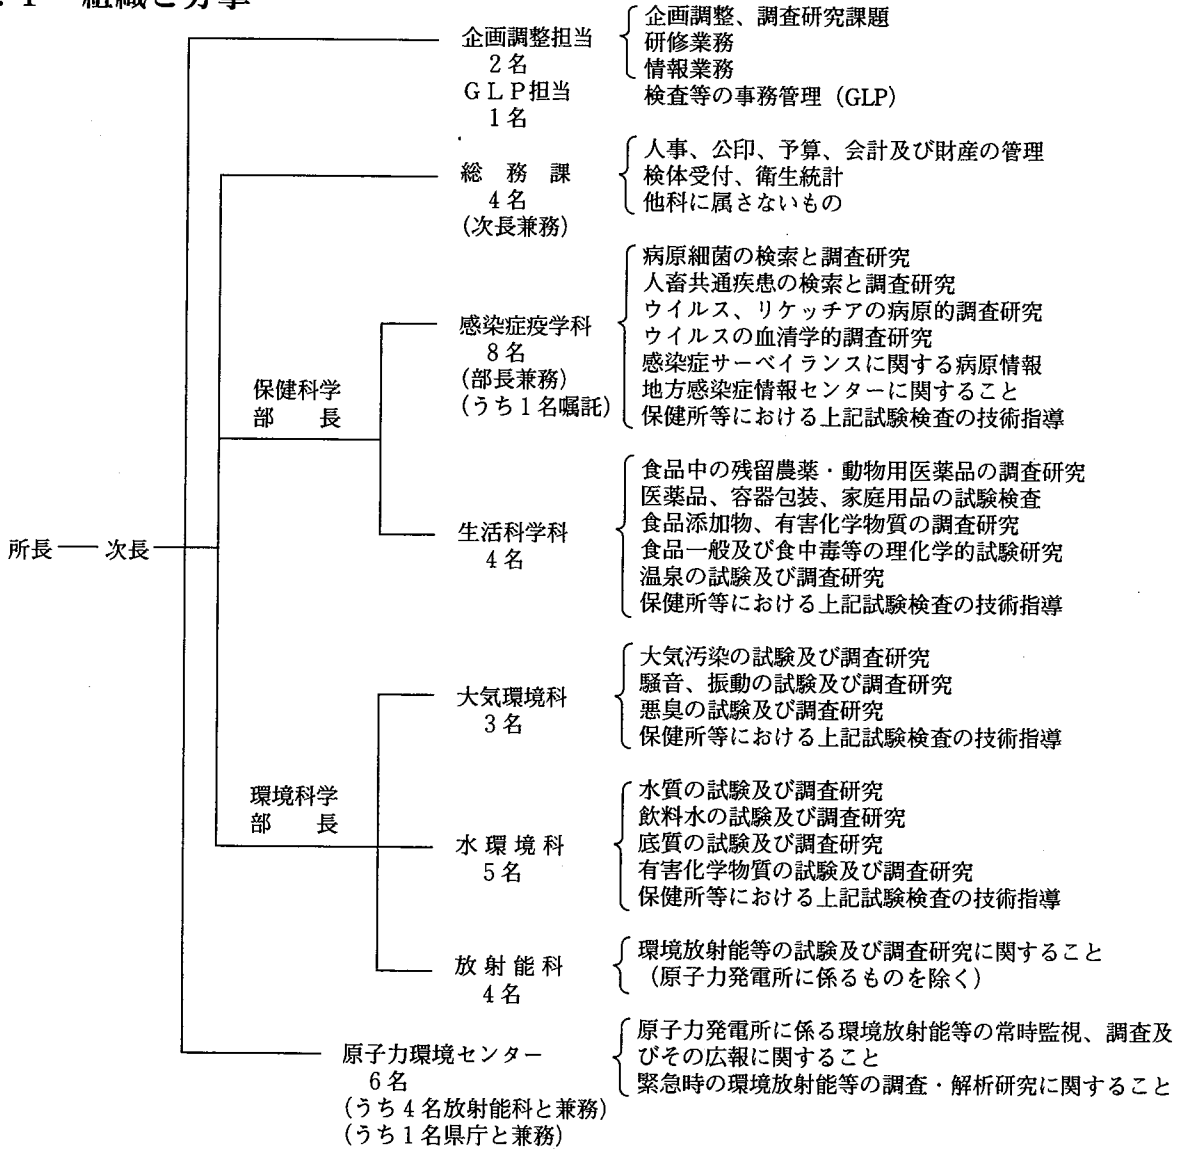 組織と分掌
企画調整担当
2名
GLP担当
1名
企画調整、調査研究課題
研修業務
情報業務
検査等の事務管理（GLP）
総務課
4名
（次長兼務）
人事、公印、予算、会計及び財産の管理
検体受付、衛生統計
他科に属さないもの
保健科学
部長
感染症疫学科
8名
（部長兼務）
（うち1名嘱託）
病原細菌の検索と調査研究
人畜共通疾患の検索と調査研究
ウイルス、リケッチアの病原的調査研究
ウイルスの血清学的調査研究
感染症サーベイランスに関する病原情報
地方感染症情報センターに関すること
保健所等における上記試験検査の技術指導
生活科学科
4名
食品中の残留農薬・動物用医薬品の調査研究
医薬品、容器包装、家庭用品の試験検査
食品添加物、有害化学物質の調査研究
食品一般及び食中毒等の理化学的試験研究
温泉の試験及び調査研究
保健所等における上記試験検査の技術指導
所長
次長
大気環境科
3名
大気汚染の試験及び調査研究
騒音、振動の試験及び調査研究
悪臭の試験及び調査研究
保健所等における上記試験検査の技術指導
環境科学
部長
水環境科
5名
水質の試験及び調査研究
飲料水の試験及び調査研究
底質の試験及び調査研究
有害化学物質の試験及び調査研究
保健所等における上記試験検査の技術指導
放射能科
4名
環境放射能等の試験及び調査研究に関すること
（原子力発電所に係るものを除く）
原子力環境センター
6名
（うち4名放射能科と兼務）
（うち1名県庁と兼務）
原子力発電所に係る環境放射能等の常時監視、調査及
びその広報に関すること
緊急時の環境放射能等の調査・解析研究に関すること